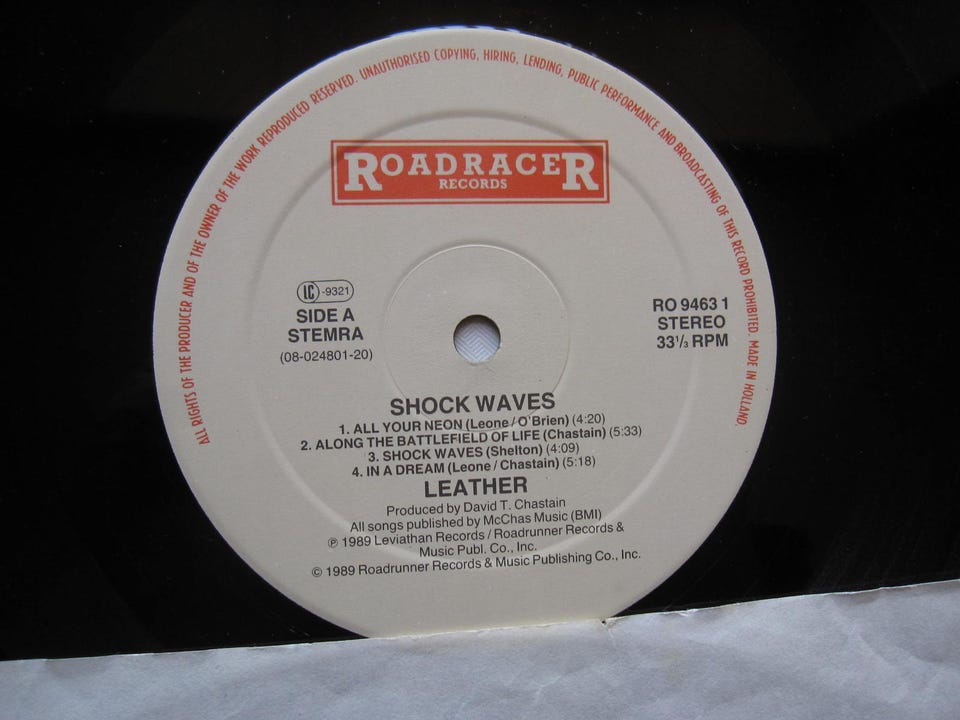 ALL RIGHTS OF THE PRODUCER AND OF THE OWNER OF THE WORK REPRODUCED RESERVED. UNAUTHORISED COPYING, HIRING, LENDING, PUBLIC PERFORMANCE AND BROADCASTING OF THIS RECORD PROHIBITED. MADE IN HOLLAND.
ROADRACER
RECORDS
LC -9321
SIDE A
STEMRA
(08-024801-20)
RO 9463 1
STEREO
33 1/3 RPM
SHOCK WAVES
1. ALL YOUR NEON (Leone / O'Brien) (4:20)
2. ALONG THE BATTLEFIELD OF LIFE (Chastain) (5:33)
3. SHOCK WAVES (Shelton) (4:09)
4. IN A DREAM (Leone / Chastain) (5:18)
LEATHER
Produced by David T. Chastain
All songs published by McChas Music (BMI)
℗ 1989 Leviathan Records / Roadrunner Records &
Music Publ. Co., Inc.
© 1989 Roadrunner Records & Music Publishing Co., Inc.